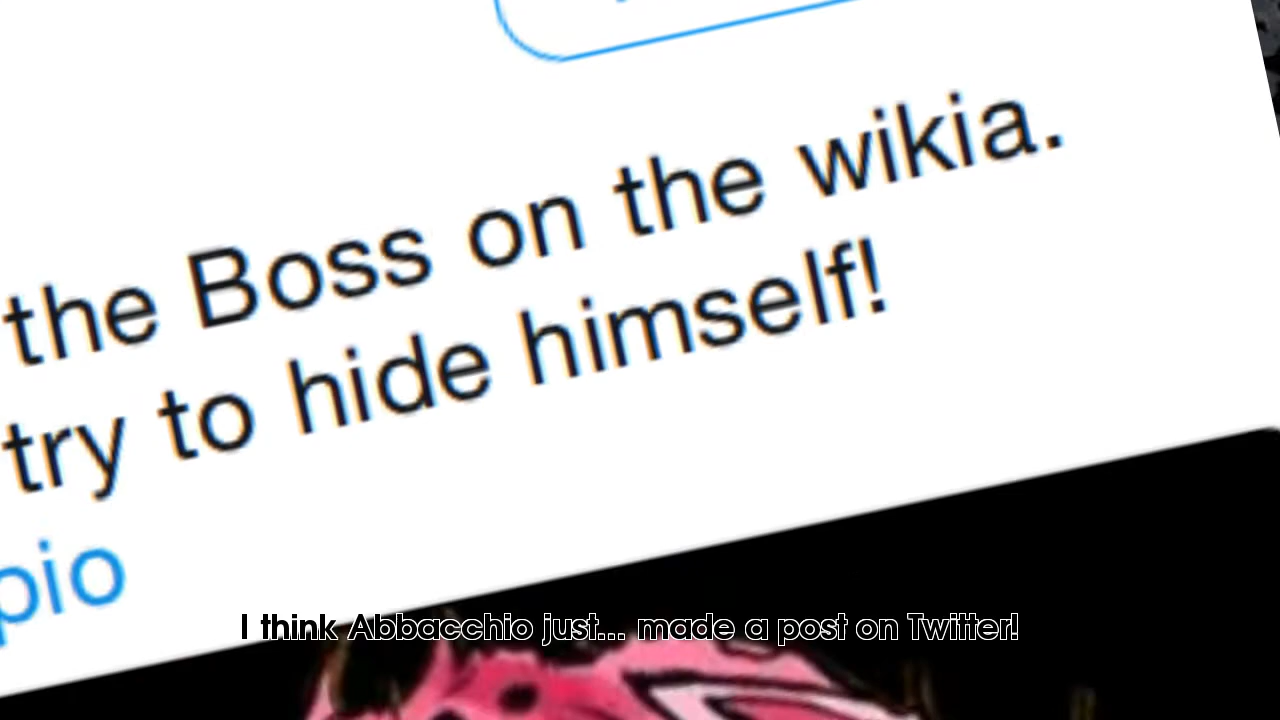 the Boss on the wikia.
try to hide himself!
pio
I think Abbacchio just... made a post on Twitter!